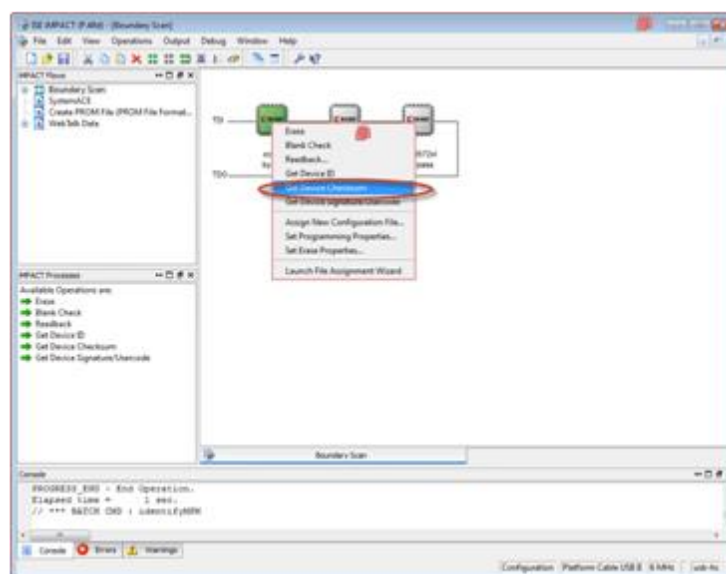 ISE iMPACT (P.49d) - [Boundary Scan]
File Edit View Operations Output Debug Window Help
iMPACT Flows
Boundary Scan
SystemACE
Create PROM File (PROM File Format...
WebTalk Data
TDI
TDO
Erase
Blank Check
Readback...
Get Device ID
Get Device Checksum
Get Device Signature/Usercode
Assign New Configuration File...
Set Programming Properties...
Set Erase Properties...
Launch File Assignment Wizard
iMPACT Processes
Available Operations are:
Erase
Blank Check
Readback
Get Device ID
Get Device Checksum
Get Device Signature/Usercode
Boundary Scan
Console
PROGRESS_END - End Operation.
Elapsed time = 1 sec.
// *** BATCH CMD : identifyMPM
Console Errors Warnings
Configuration Platform Cable USB II 6 MHz usb-hs